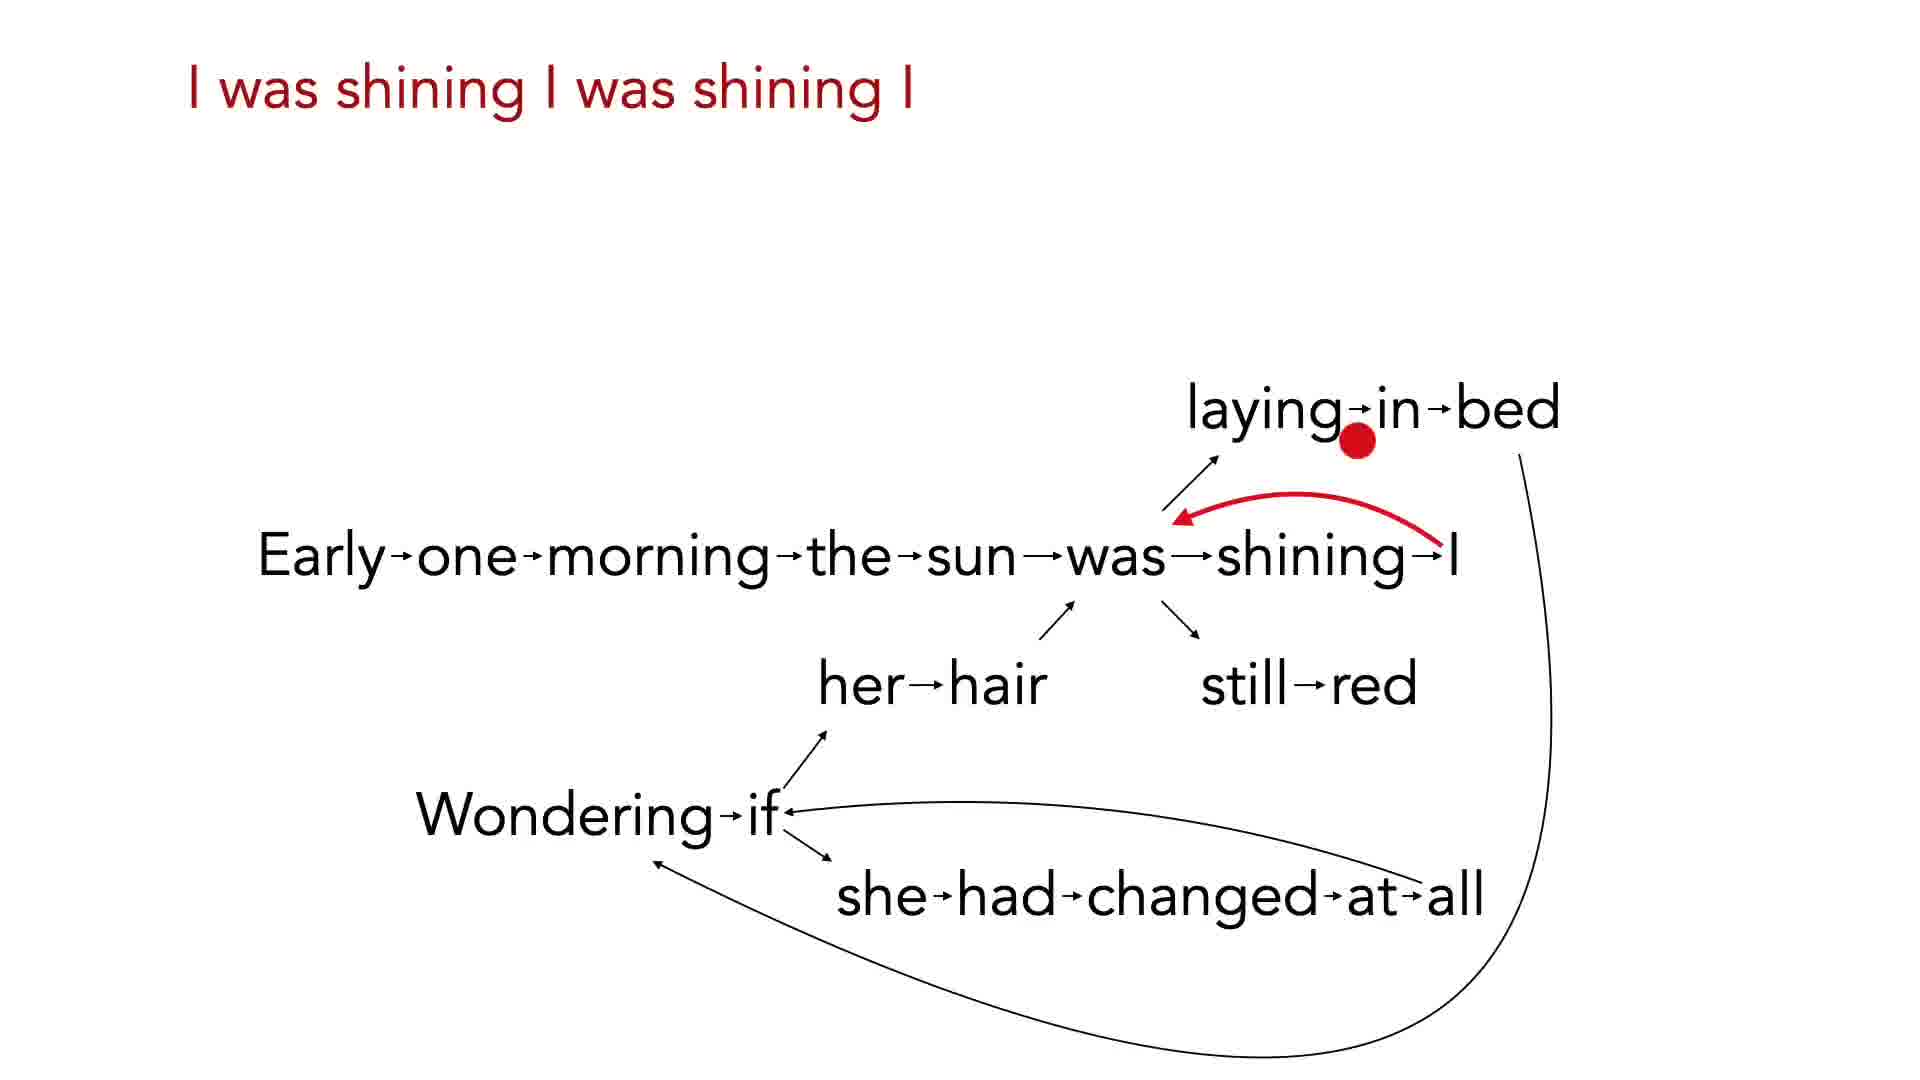 I was shining I was shining I
laying in bed
Early one morning the sun was shining I
her hair still red
Wondering if
she had changed at all